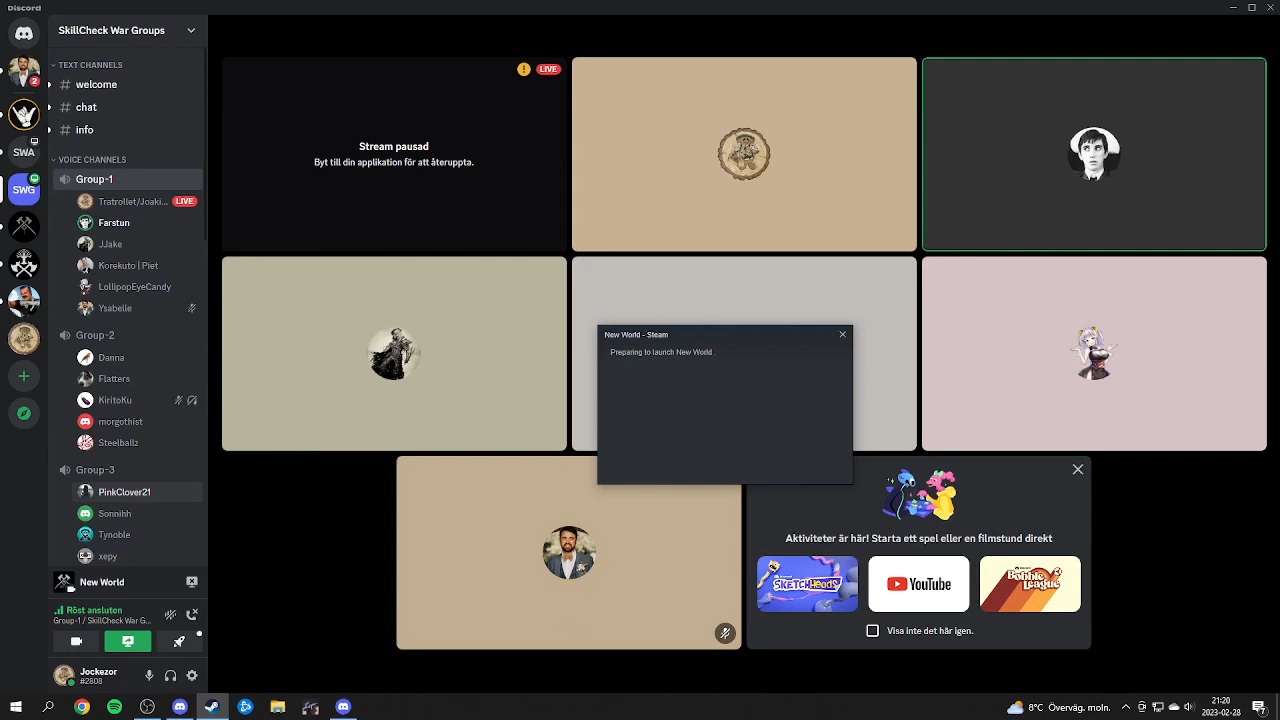 Discord
SkillCheck War Groups
TEXT CHANNELS
welcome
chat
info
VOICE CHANNELS
Group-1
Tratrollet/Joaki...
LIVE
Farstun
JJake
Korekuto | Piet
LollipopEyeCandy
Ysabelle
Group-2
Danna
Flatters
KiritoKu
morgothist
Steelballz
Group-3
PinkClover21
Sonnibh
Tynoble
xepy
New World
Röst ansluten
Group-1 / SkillCheck War G...
Jockezor
#2808
2
SWA
SWG
LIVE
Stream pausad
Byt till din applikation för att återuppta.
New World - Steam
Preparing to launch New World .
Aktiviteter är här! Starta ett spel eller en filmstund direkt
SKETCHHEADS
YouTube
Bobble League
Visa inte det här igen.
8°C Överväg. moln.
21:20
2023-02-28